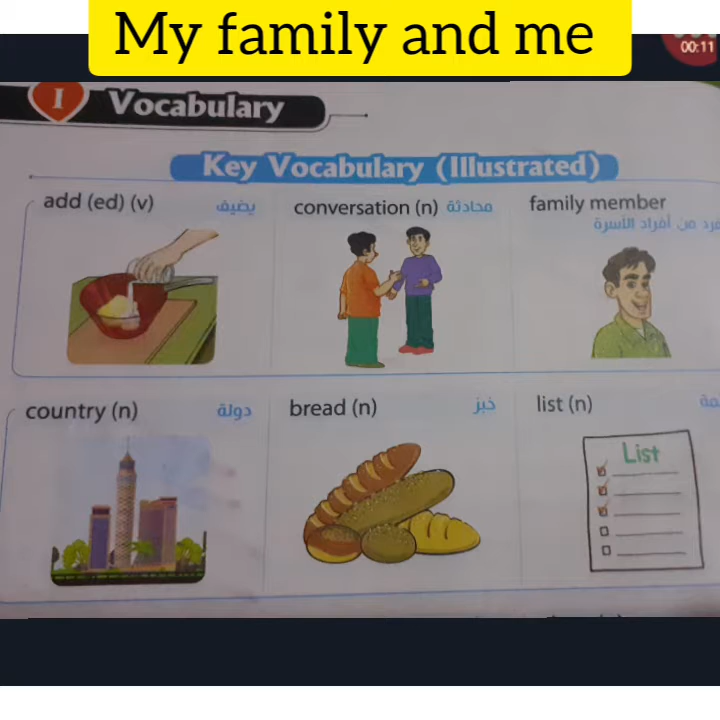 My family and me
00:11
I Vocabulary
Key Vocabulary (Illustrated)
add (ed) (v) يضيف
conversation (n) محادثة
family member
فرد من أفراد الأسرة
country (n) دولة
bread (n) خبز
list (n)
List